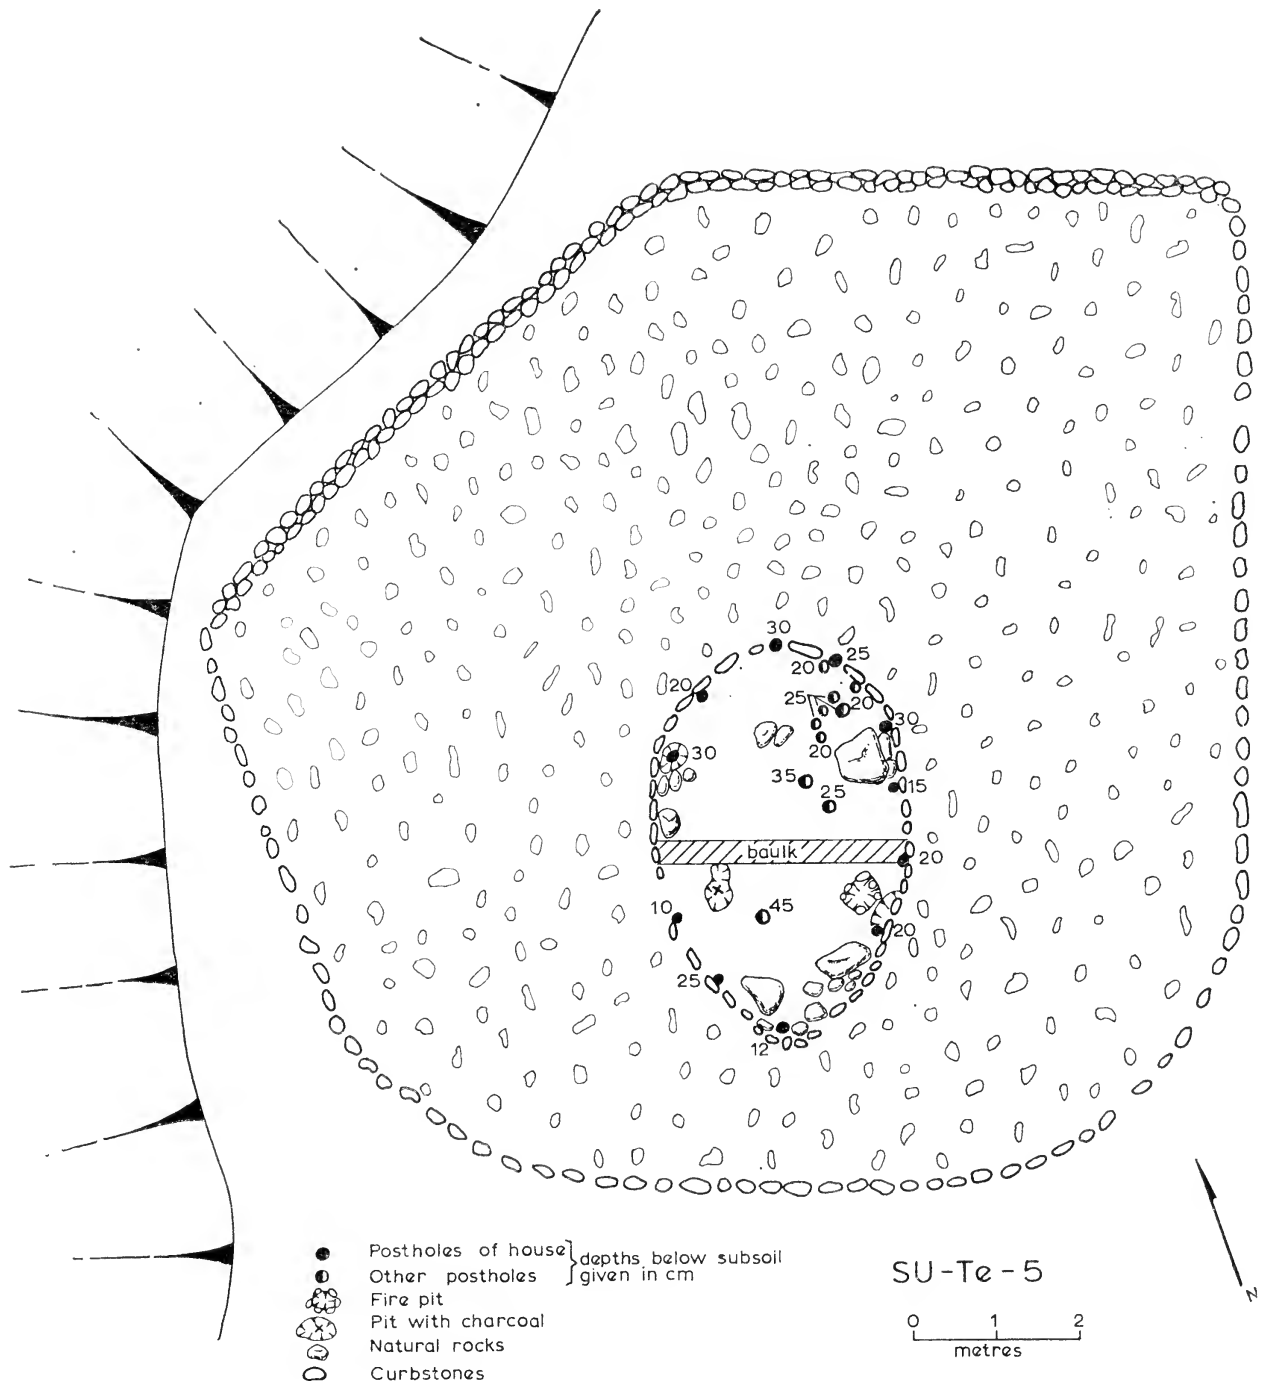 30
25
20
20
25
20
30
20
30
35
25
15
baulk
20
10
45
20
25
12
Postholes of house
Other postholes
depths below subsoil
given in cm
Fire pit
Pit with charcoal
Natural rocks
Curbstones
SU-Te-5
0 1 2
metres
N